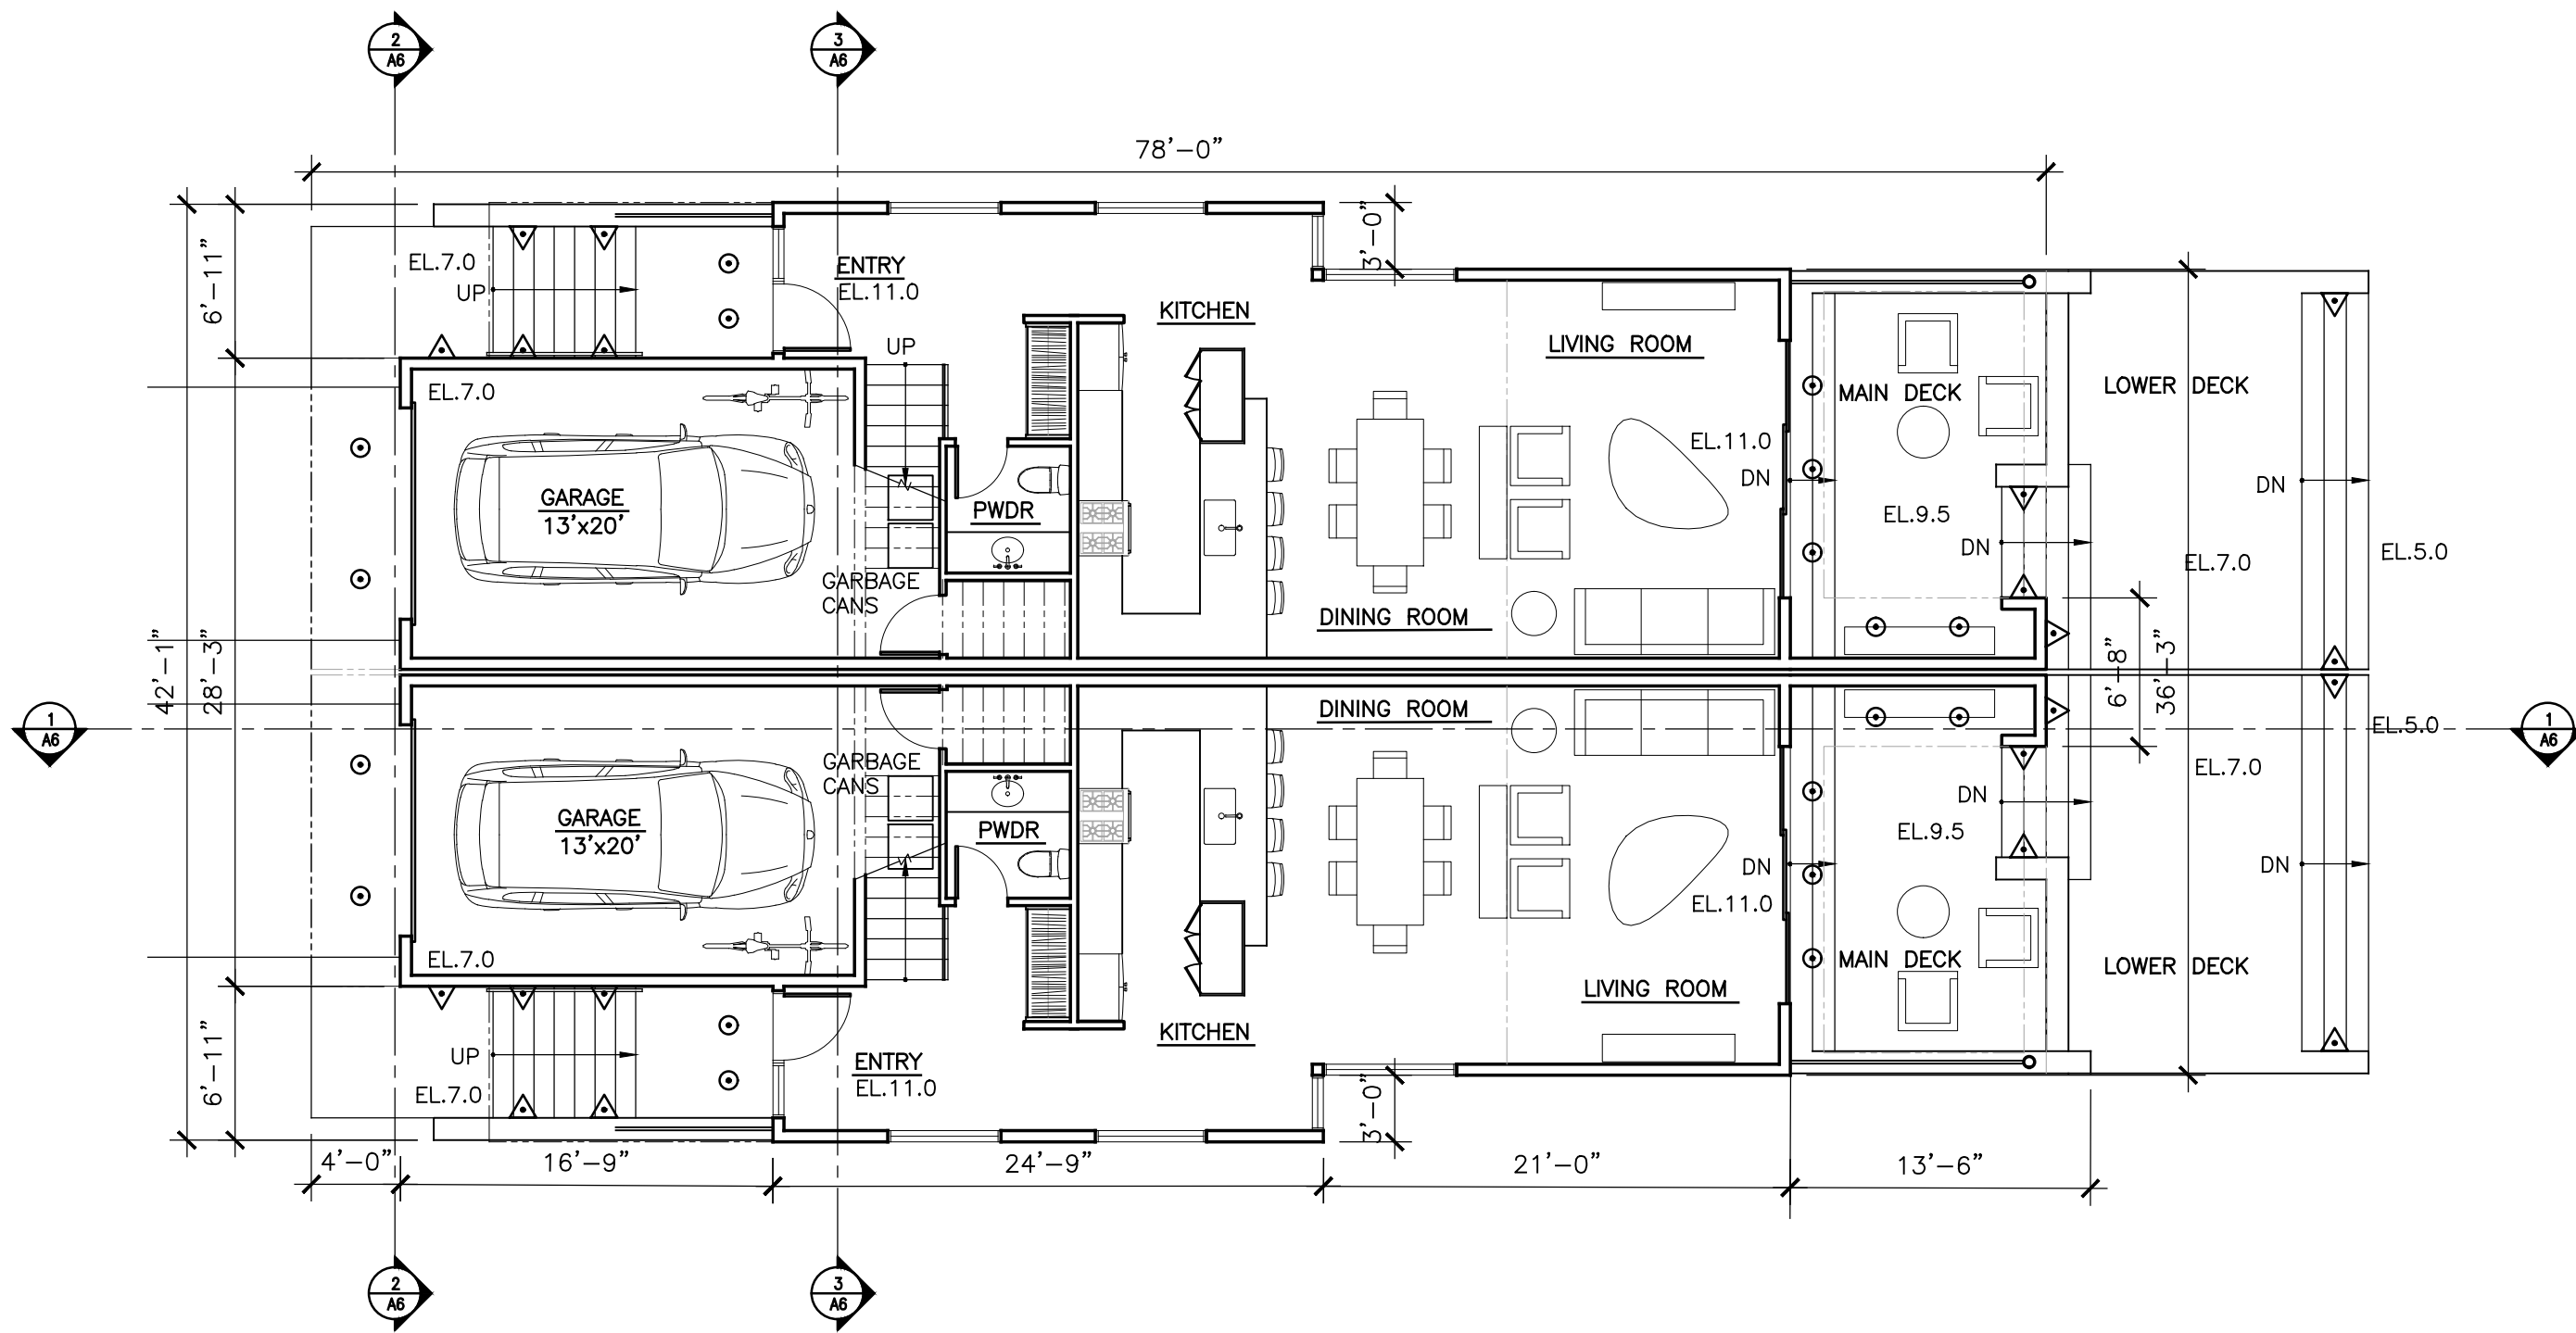 2
A6
3
A6
78'-0"
3'-0"
6'-11"
EL.7.0
UP
ENTRY
EL.11.0
KITCHEN
UP
LIVING ROOM
EL.7.0
MAIN DECK
LOWER DECK
EL.11.0
DN
DN
GARAGE
13'x20'
PWDR
EL.9.5
DN
EL.7.0
EL.5.0
GARBAGE
CANS
DINING ROOM
42'-1"
28'-3"
6'-8"
36'-3"
1
A6
DINING ROOM
EL.5.0
1
A6
GARBAGE
CANS
EL.7.0
DN
GARAGE
13'x20'
PWDR
EL.9.5
DN
EL.11.0
DN
EL.7.0
MAIN DECK
LOWER DECK
LIVING ROOM
KITCHEN
UP
ENTRY
EL.11.0
EL.7.0
6'-11"
3'-0"
4'-0"
16'-9"
24'-9"
21'-0"
13'-6"
2
A6
3
A6